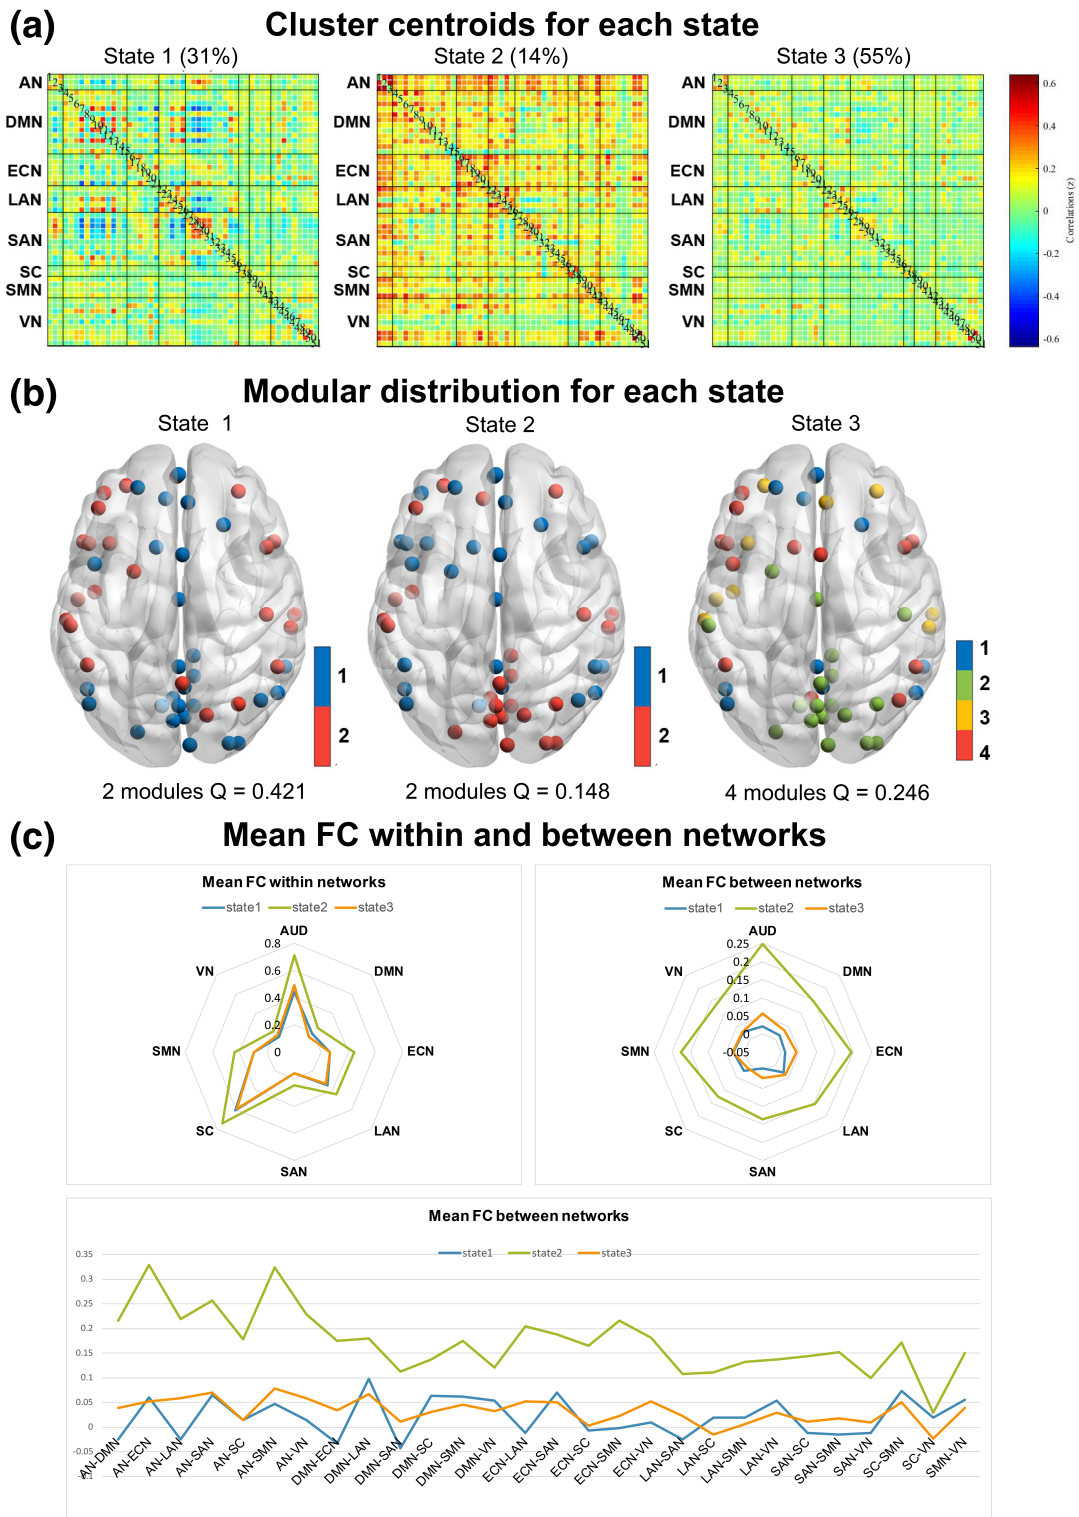 (a) Cluster centroids for each state
State 1 (31%) State 2 (14%) State 3 (55%)
AN AN AN
DMN DMN DMN
ECN ECN ECN
LAN LAN LAN
SAN SAN SAN
SC SC SC
SMN SMN SMN
VN VN VN
0.6
0.4
0.2
0
-0.2
-0.4
-0.6
Correlations (z)
(b) Modular distribution for each state
State 1 State 2 State 3
1
2
1
2
1
2
3
4
2 modules Q = 0.421 2 modules Q = 0.148 4 modules Q = 0.246
(c) Mean FC within and between networks
Mean FC within networks
state1 state2 state3
AUD
DMN
ECN
LAN
SAN
SC
SMN
VN
0.8
0.6
0.4
0.2
0
Mean FC between networks
state1 state2 state3
AUD
DMN
ECN
LAN
SAN
SC
SMN
VN
0.25
0.2
0.15
0.1
0.05
0
-0.05
Mean FC between networks
state1 state2 state3
0.35
0.3
0.25
0.2
0.15
0.1
0.05
0
-0.05
AN-DMN
AN-ECN
AN-LAN
AN-SAN
AN-SC
AN-SMN
AN-VN
DMN-ECN
DMN-LAN
DMN-SAN
DMN-SC
DMN-SMN
DMN-VN
ECN-LAN
ECN-SAN
ECN-SC
ECN-SMN
ECN-VN
LAN-SAN
LAN-SC
LAN-SMN
LAN-VN
SAN-SC
SAN-SMN
SAN-VN
SC-SMN
SC-VN
SMN-VN